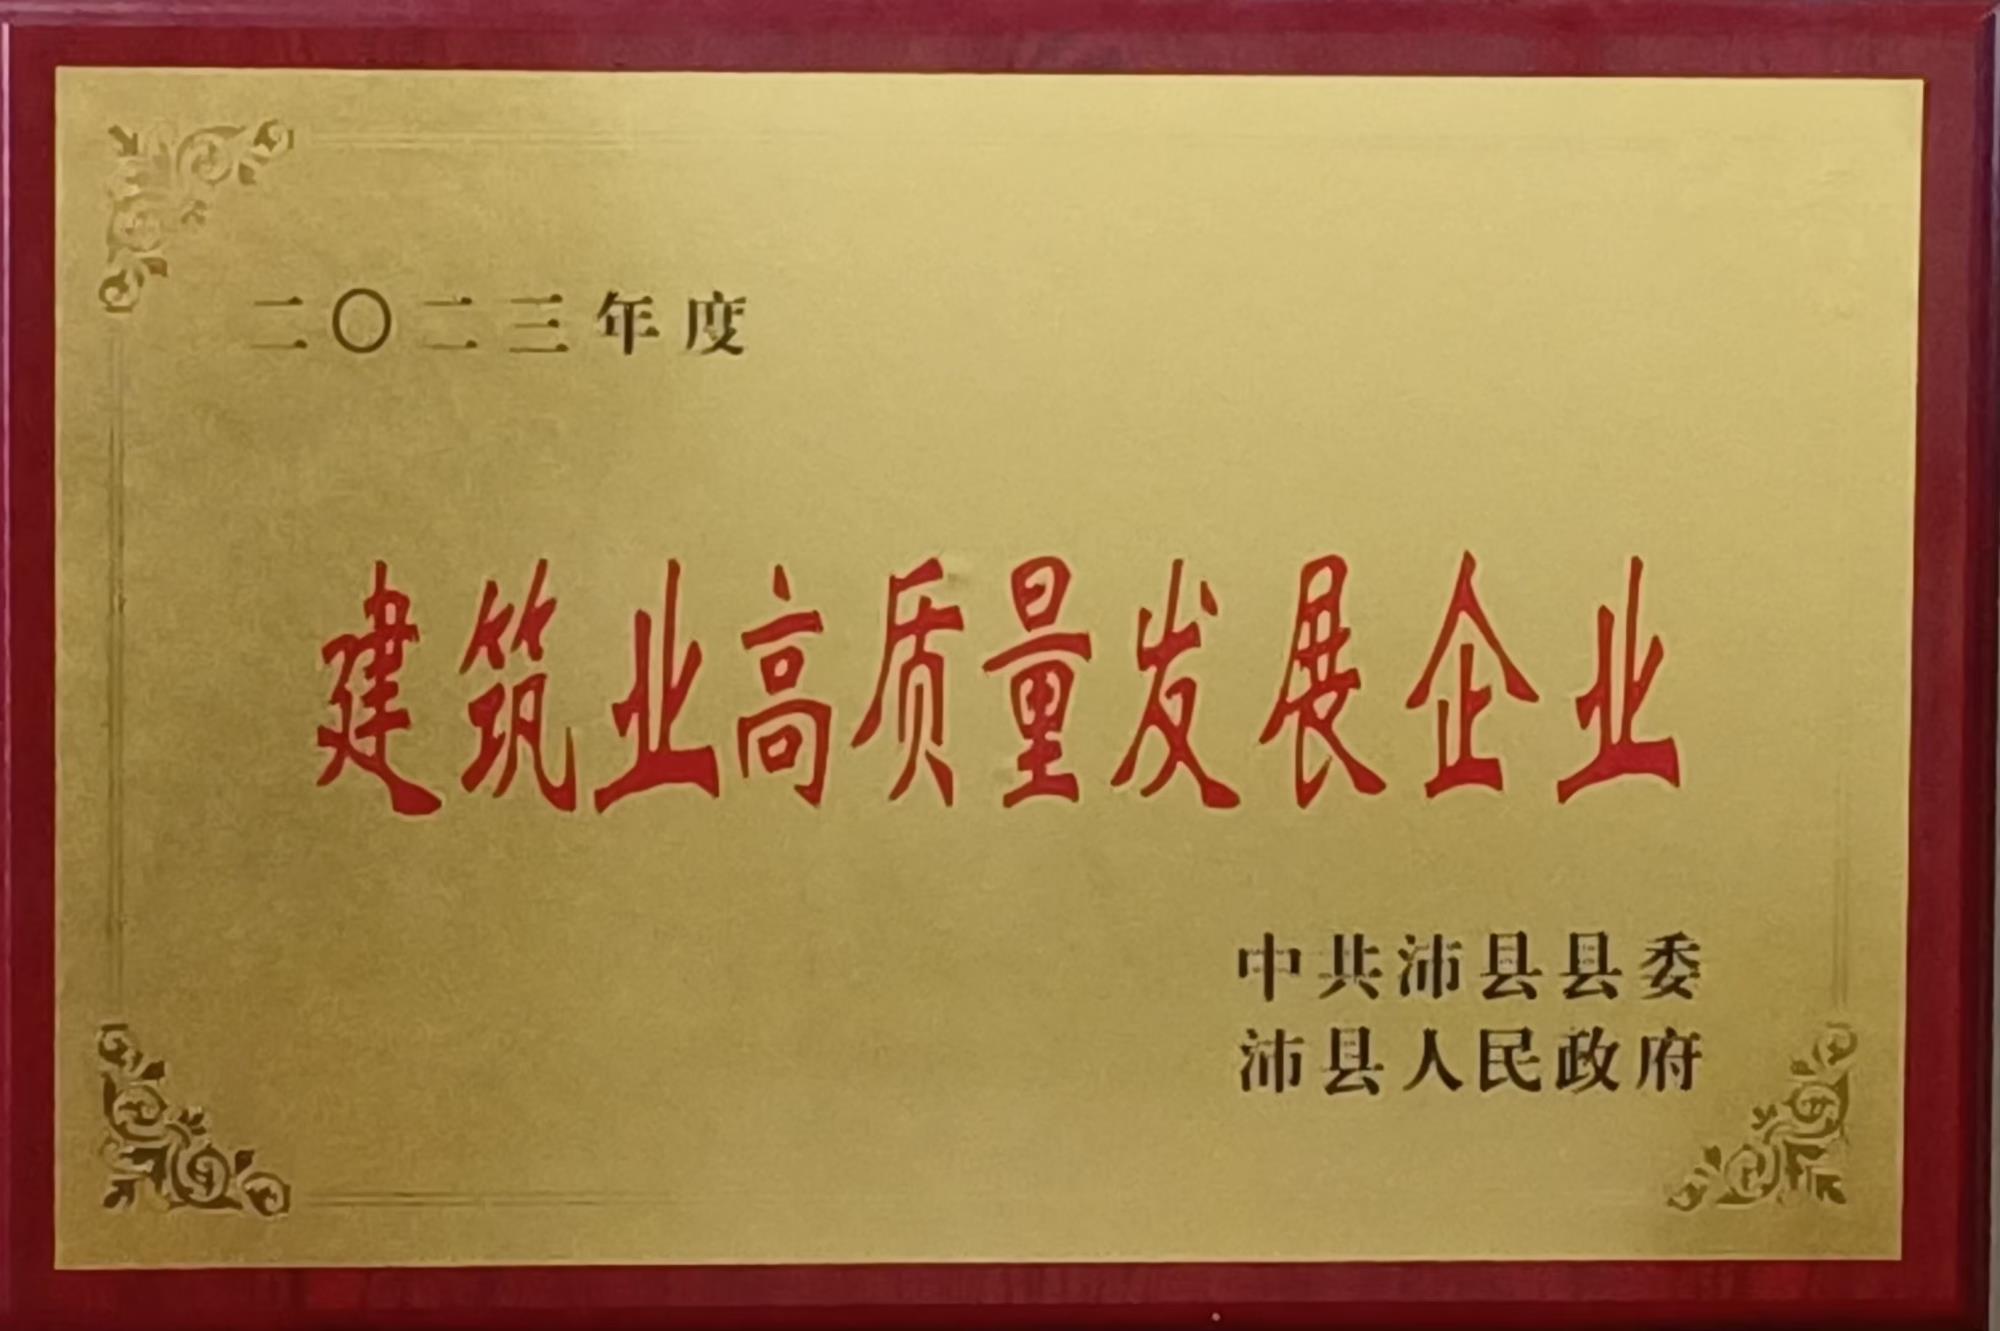 二〇二三年度
建筑业高质量发展企业
中共沛县县委
沛县人民政府